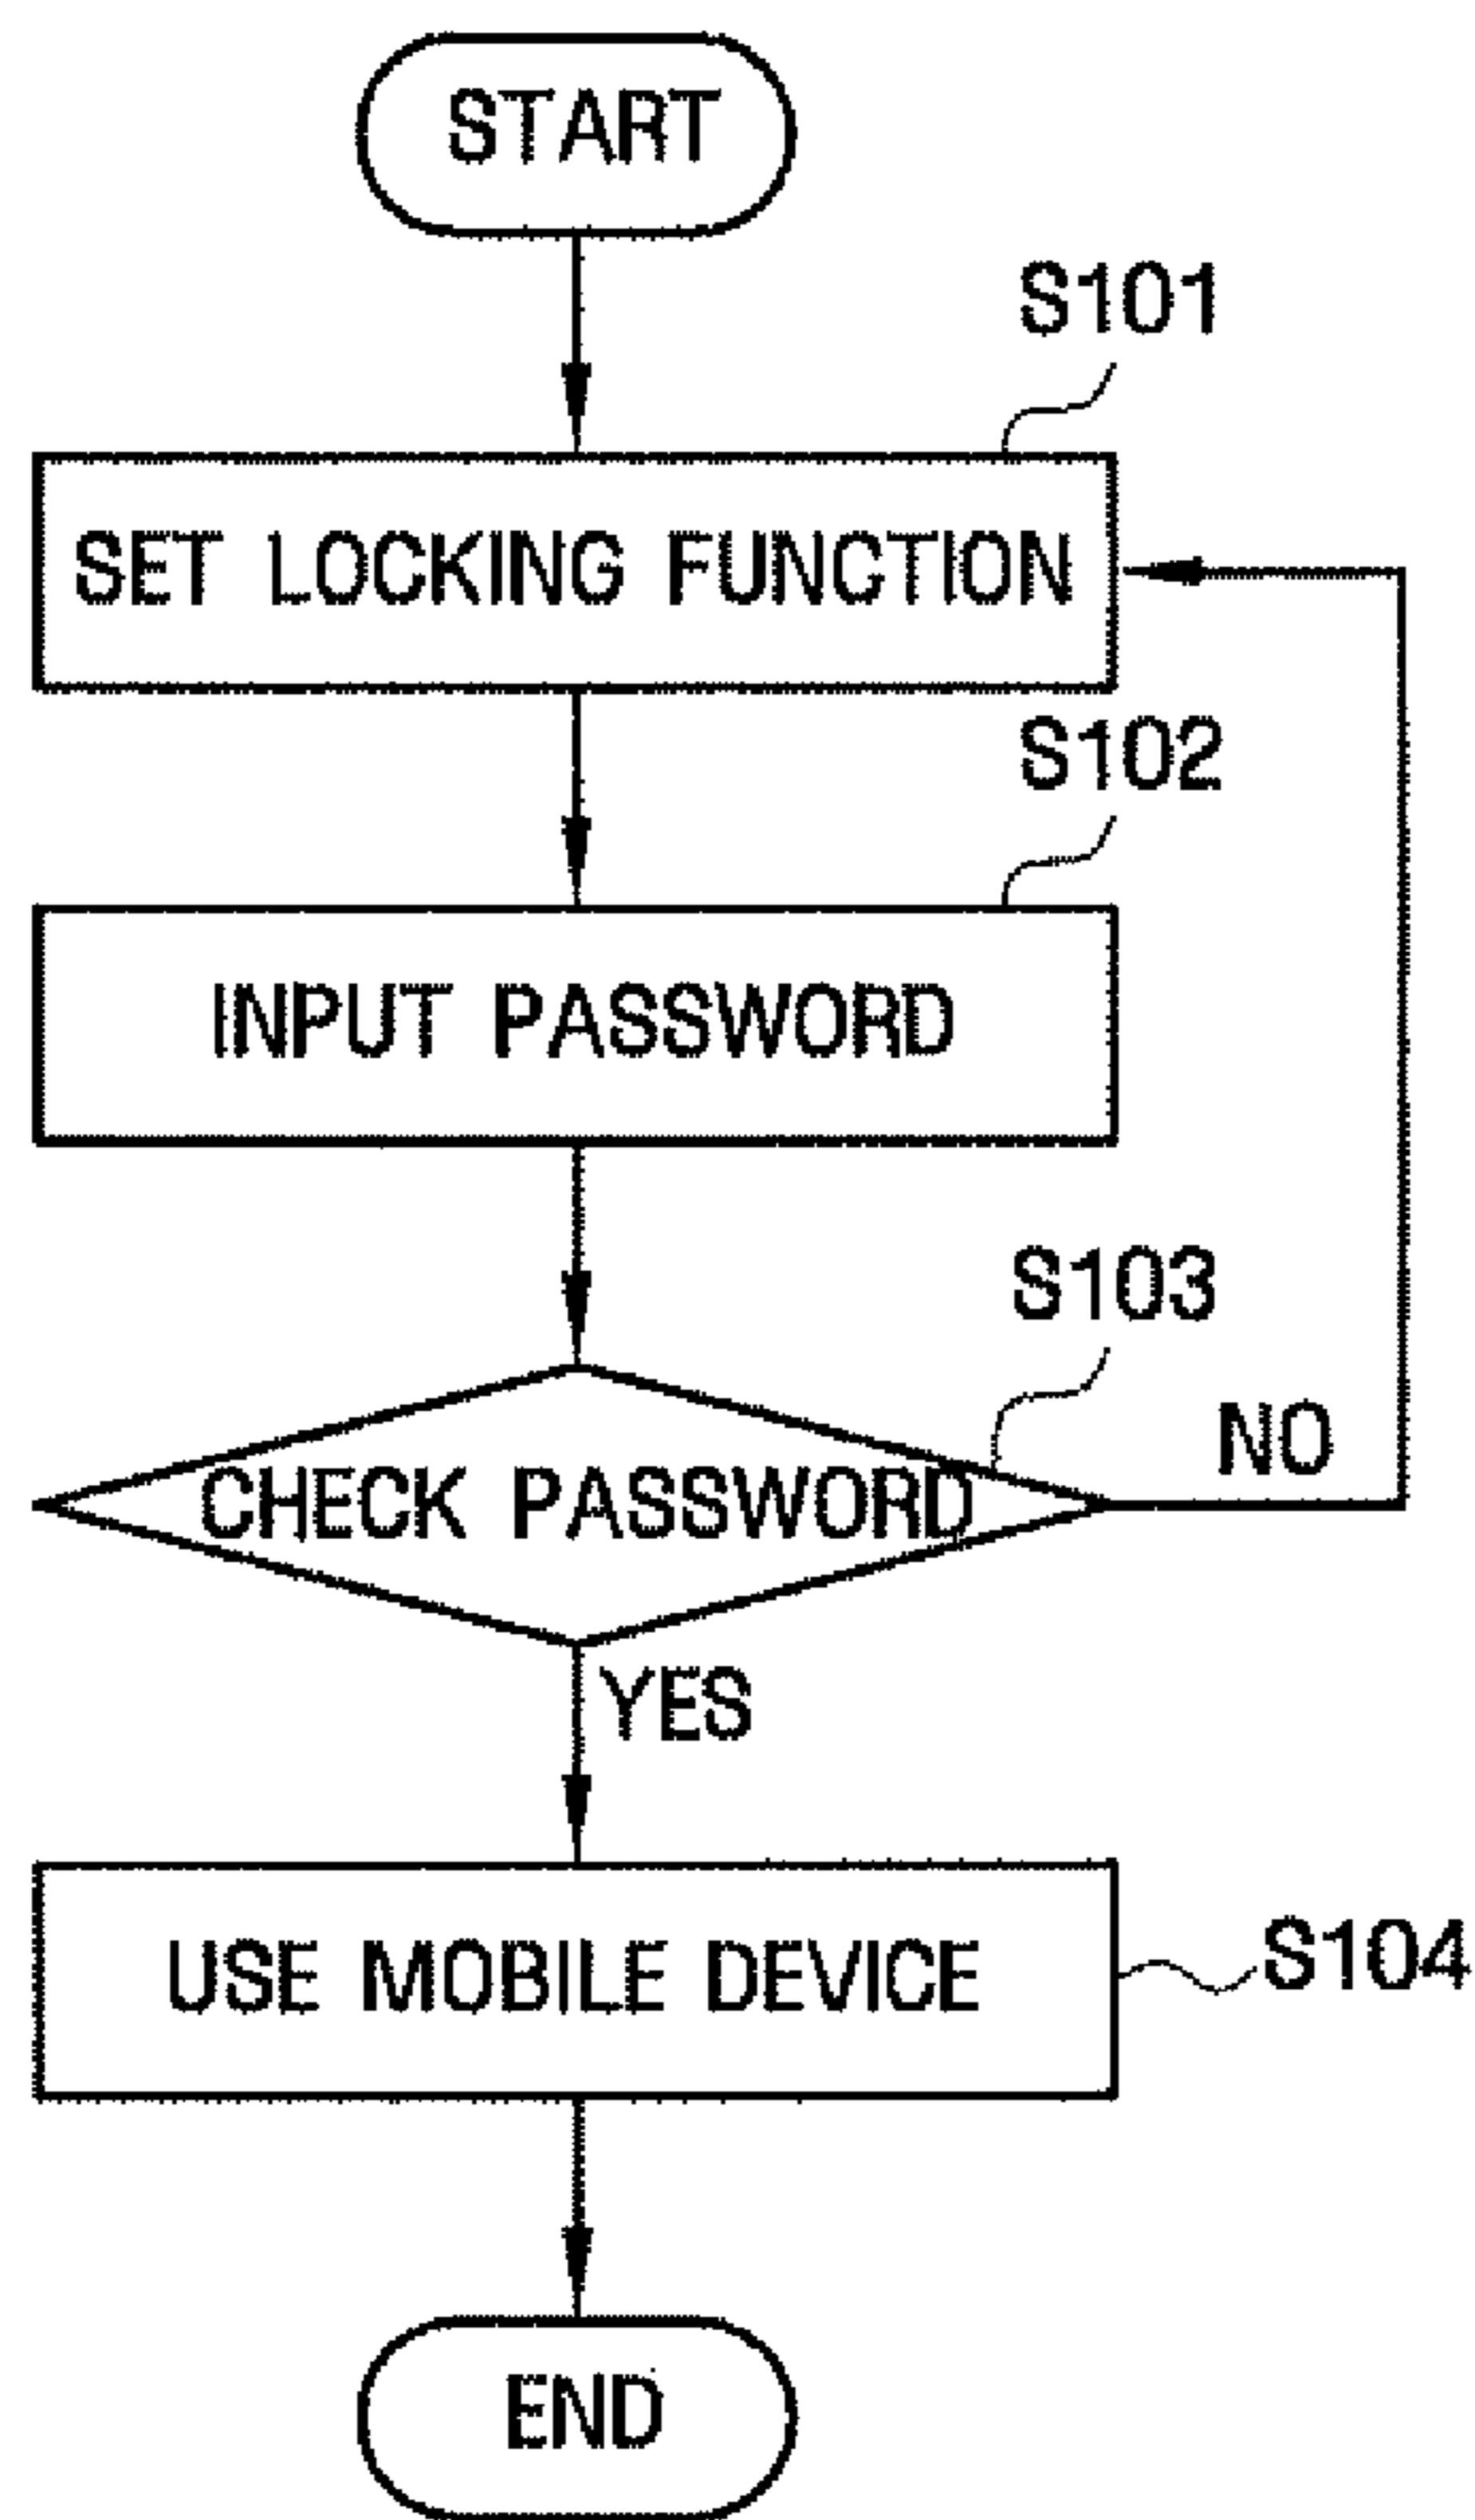 START
S101
SET LOCKING FUNCTION
S102
INPUT PASSWORD
S103
NO
CHECK PASSWORD
YES
USE MOBILE DEVICE
S104
END